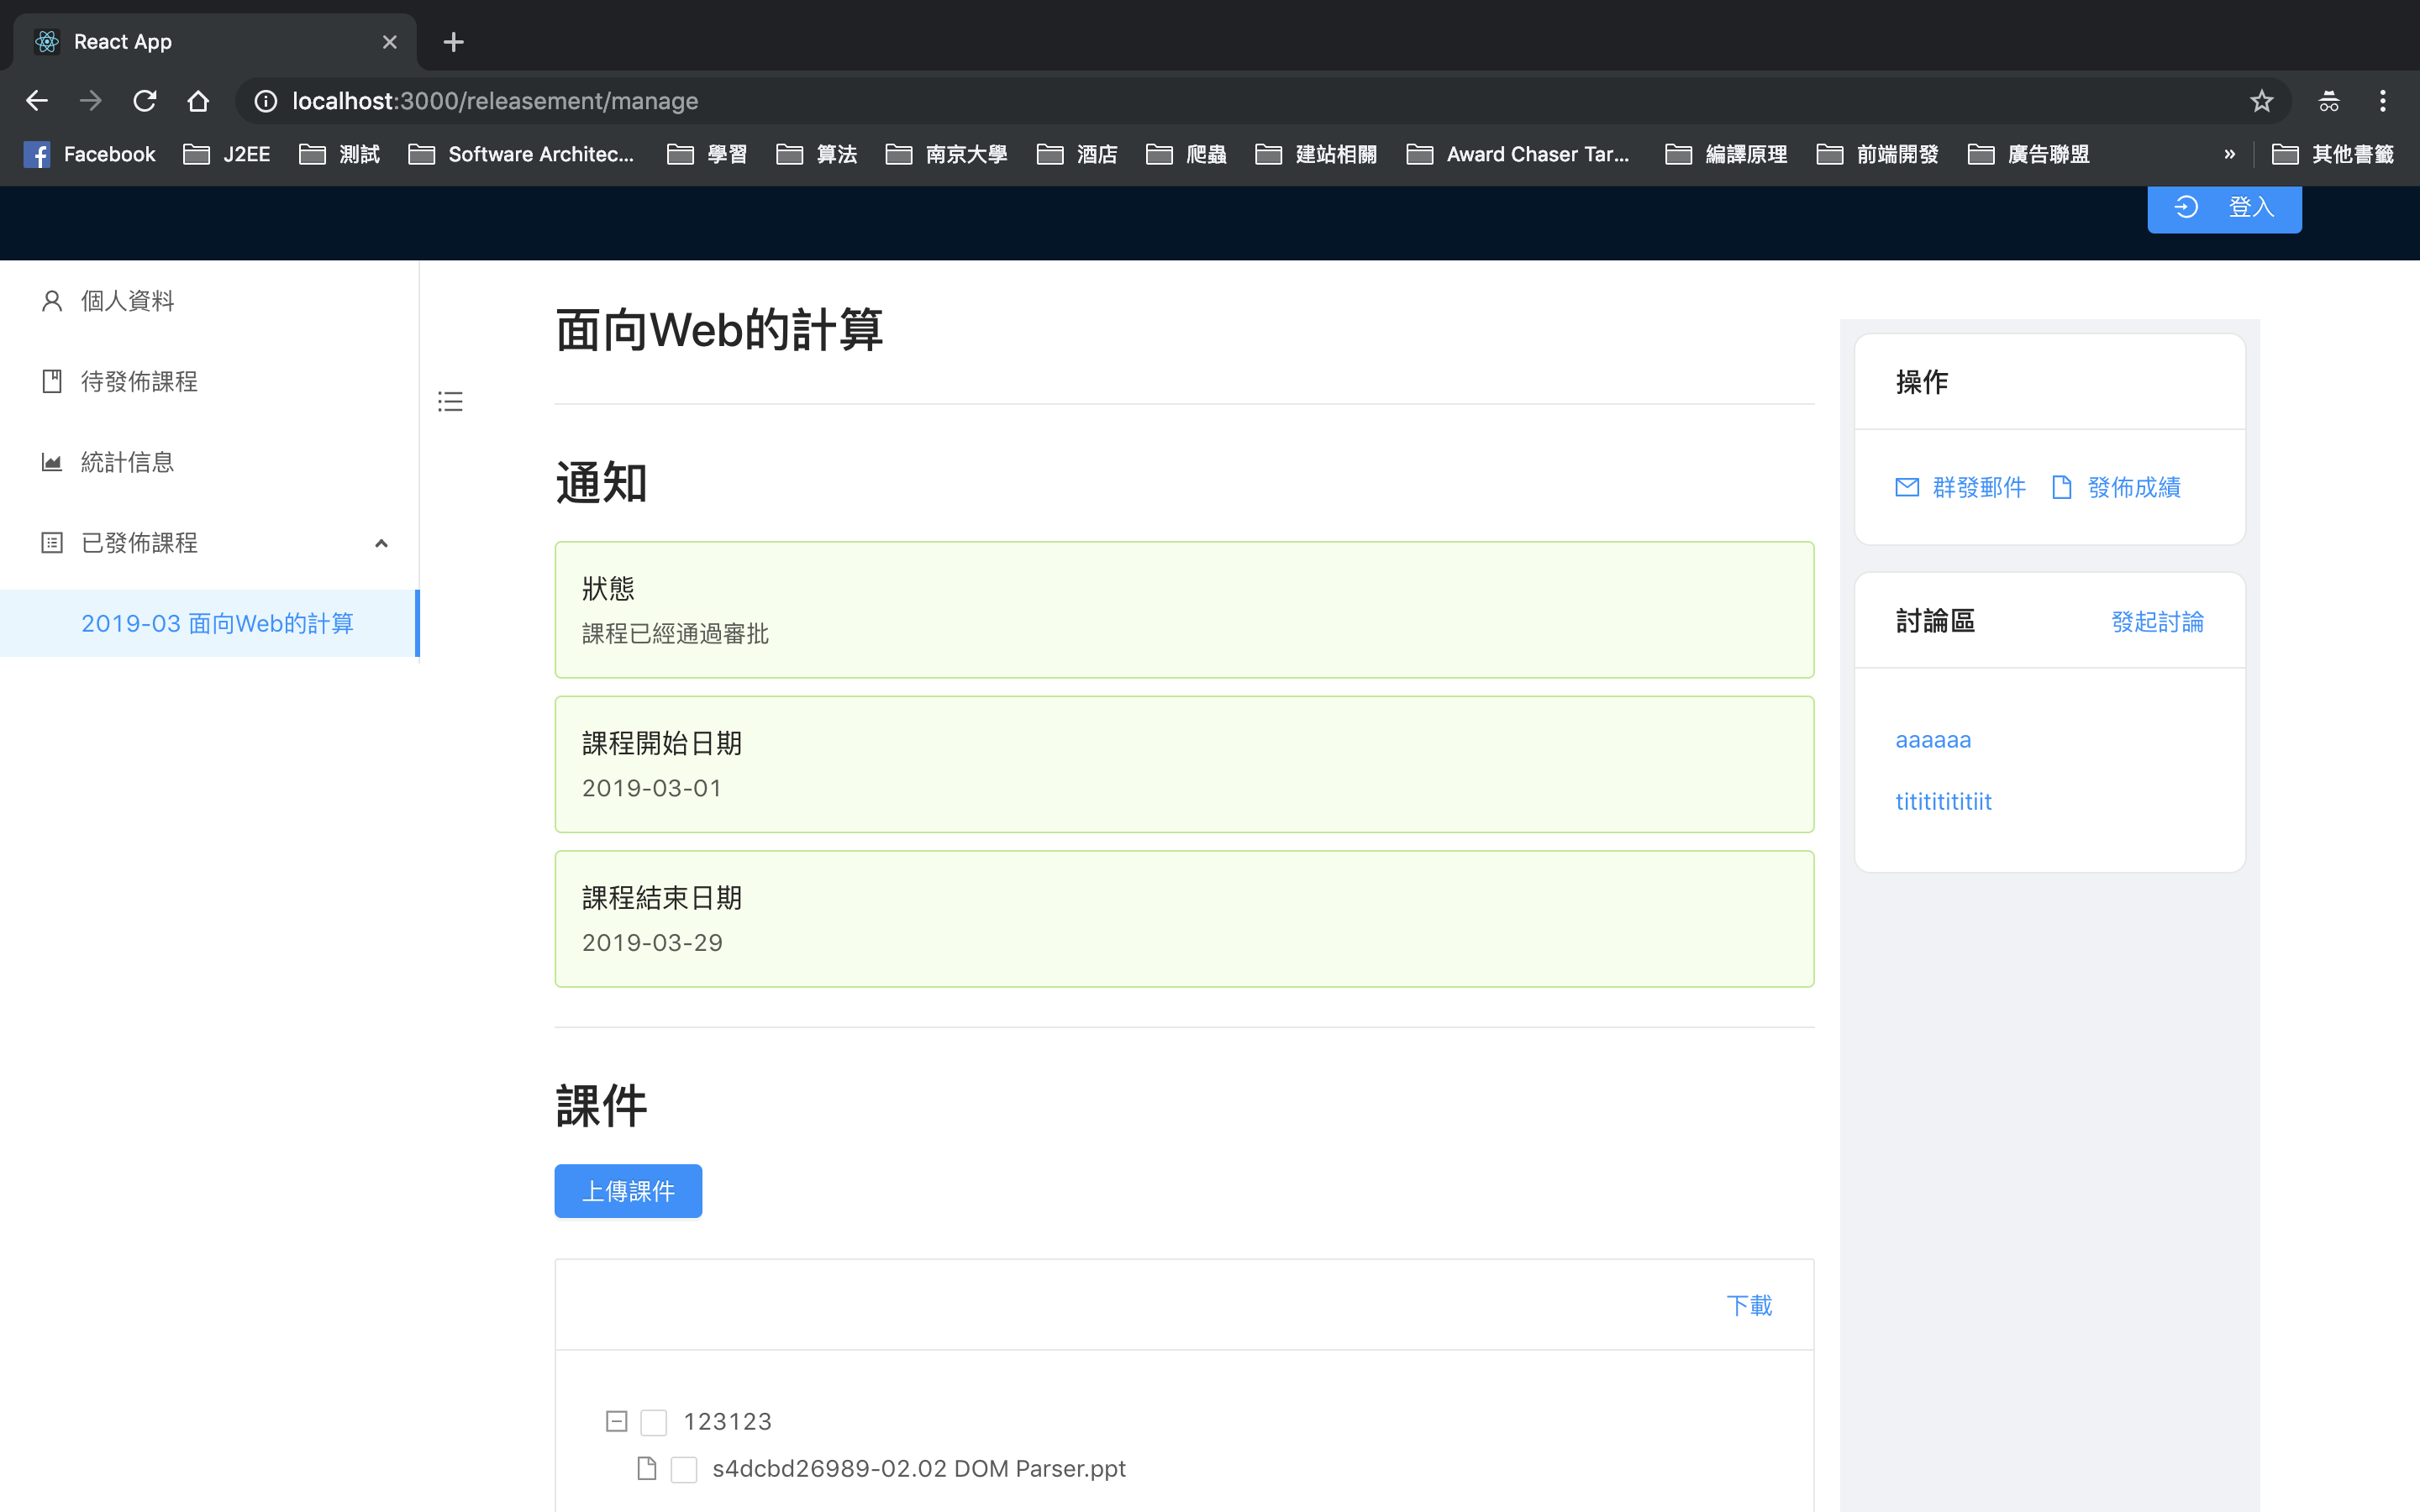 React App
localhost:3000/releasement/manage
Facebook
J2EE
測試
Software Architec...
學習
算法
南京大學
酒店
爬蟲
建站相關
Award Chaser Tar...
編譯原理
前端開發
廣告聯盟
»
其他書籤
登入
個人資料
待發佈課程
統計信息
已發佈課程
2019-03 面向Web的計算
面向Web的計算
通知
狀態
課程已經通過審批
課程開始日期
2019-03-01
課程結束日期
2019-03-29
課件
上傳課件
下載
123123
s4dcbd26989-02.02 DOM Parser.ppt
操作
群發郵件 發佈成績
討論區 發起討論
aaaaaa
titititititiit